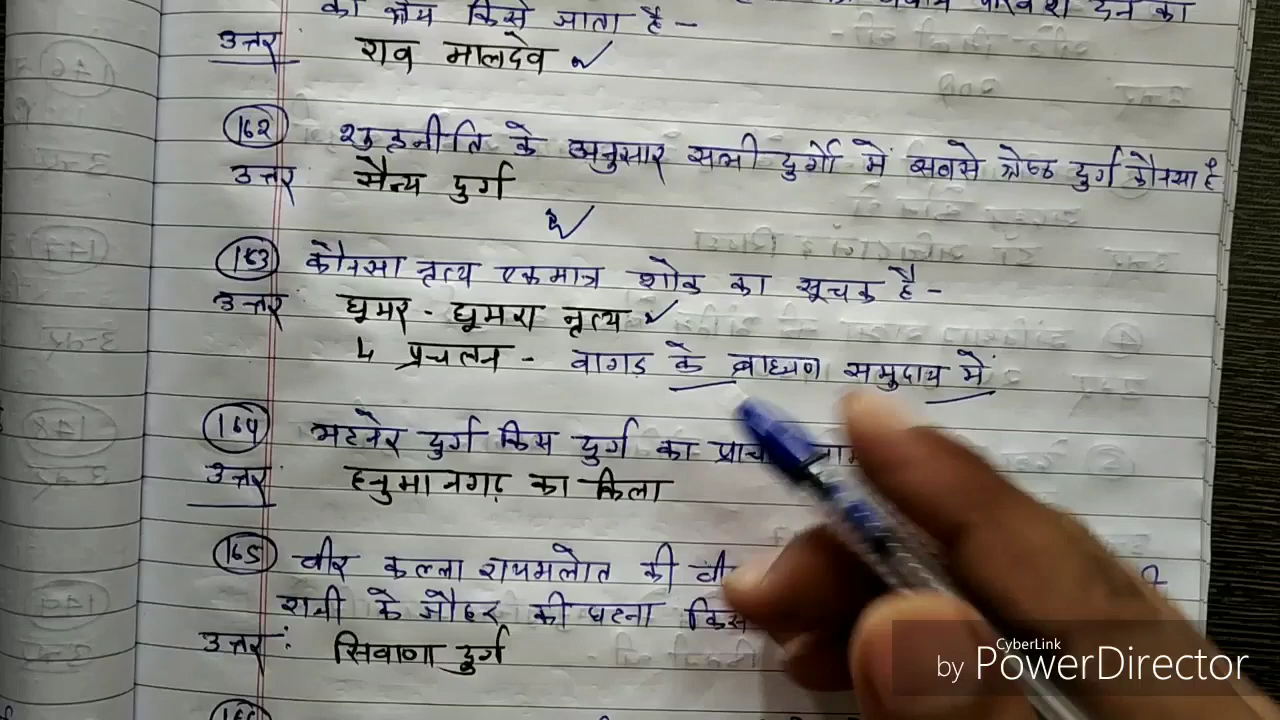 का श्रेय किसे जाता है -
उत्तर राव मालदेव
162 शुक्रनीति के अनुसार सभी दुर्गो में सबसे श्रेष्ठ दुर्ग कौनसा है
उत्तर सैन्य दुर्ग
163 कौनसा नृत्य एकमात्र शोक का सूचक है -
उत्तर घूमर - घूमरा नृत्य
प्रचलन - वागड़ के ब्राह्मण समुदाय में
164 भटनेर दुर्ग किस दुर्ग का
उत्तर हनुमानगढ़ का किला
165 वीर कल्ला रायमलोत की
रानी के जौहर की घटना किस
उत्तर: सिवाणा दुर्ग
166
CyberLink
by PowerDirector